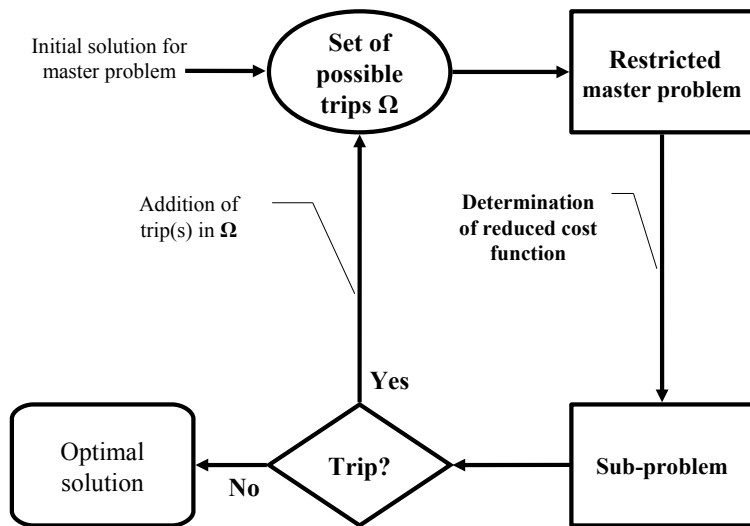 Initial solution for
master problem
Set of
possible
trips Ω
Restricted
master problem
Addition of
trip(s) in Ω
Determination
of reduced cost
function
Yes
Optimal
solution
No
Trip?
Sub-problem